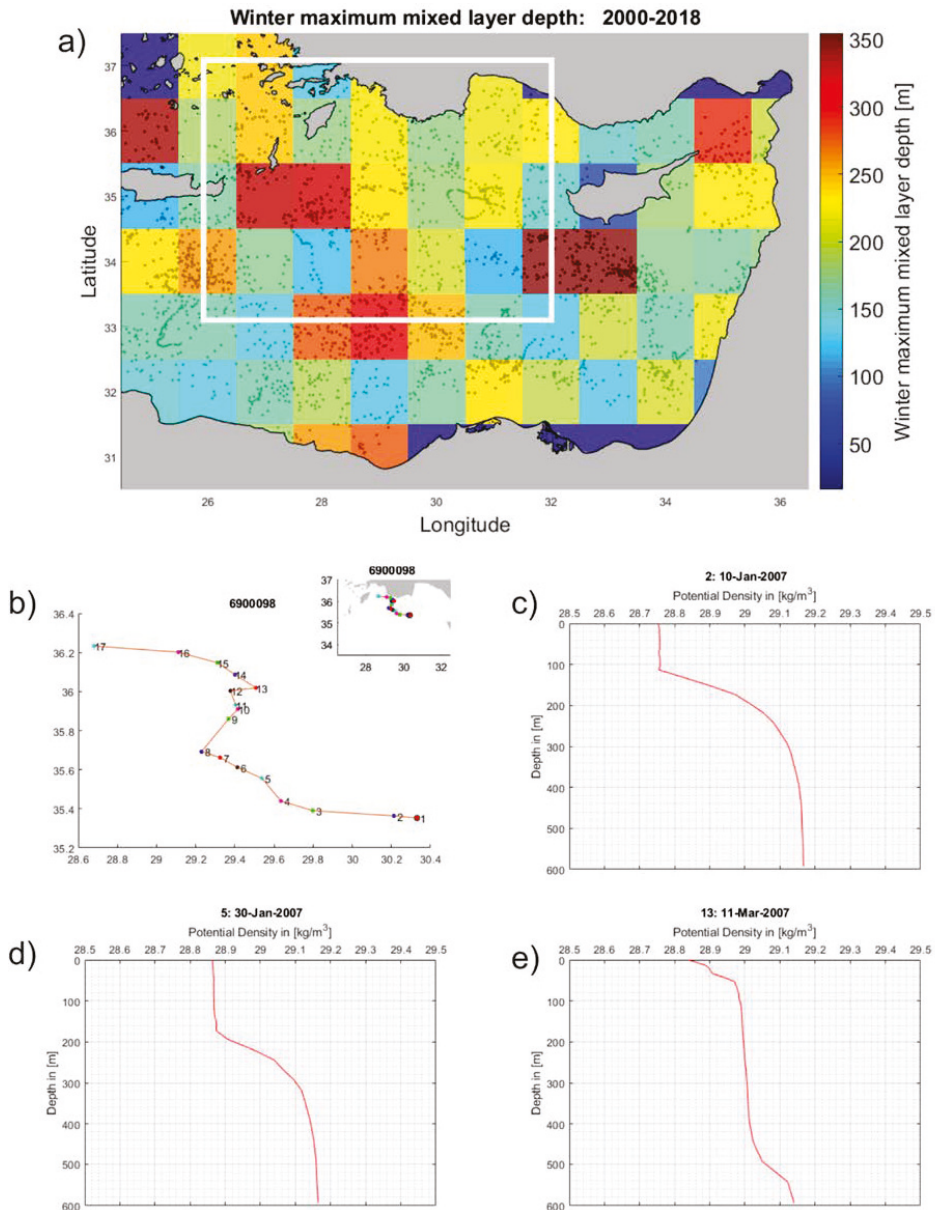 Winter maximum mixed layer depth: 2000-2018
a)
37
36
35
34
33
32
31
Latitude
26 28 30 32 34 36
Longitude
350
300
250
200
150
100
50
Winter maximum mixed layer depth [m]
b)
6900098
36.4
36.2
36
35.8
35.6
35.4
35.2
28.6 28.8 29 29.2 29.4 29.6 29.8 30 30.2 30.4
17 16 15 14 13 12 11 10 9 8 7 6 5 4 3 2 1
6900098
37
36
35
34
26 28 30 32
c)
2: 10-Jan-2007
Potential Density in [kg/m³]
28.5 28.6 28.7 28.8 28.9 29 29.1 29.2 29.3 29.4 29.5
0
100
200
300
400
500
600
Depth in [m]
d)
5: 30-Jan-2007
Potential Density in [kg/m³]
28.5 28.6 28.7 28.8 28.9 29 29.1 29.2 29.3 29.4 29.5
0
100
200
300
400
500
600
Depth in [m]
e)
13: 11-Mar-2007
Potential Density in [kg/m³]
28.5 28.6 28.7 28.8 28.9 29 29.1 29.2 29.3 29.4 29.5
0
100
200
300
400
500
600
Depth in [m]